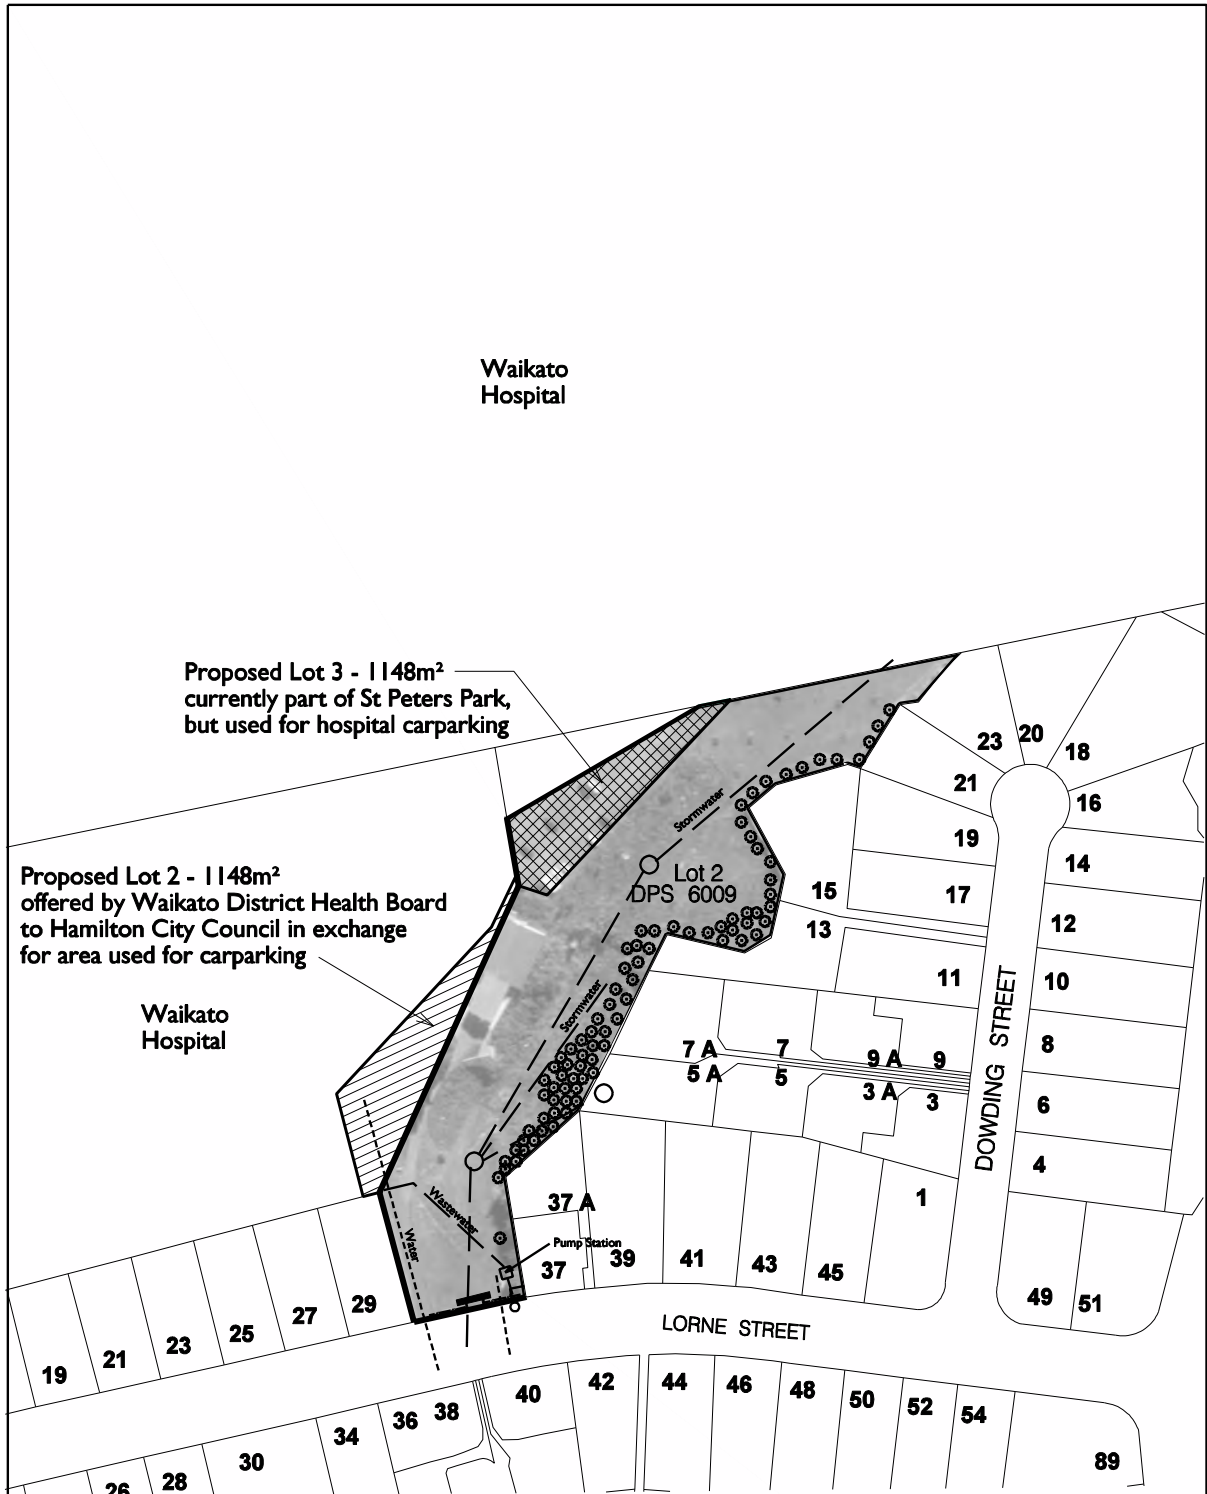 Waikato
Hospital
Proposed Lot 3 - 1148m²
currently part of St Peters Park,
but used for hospital carparking
Proposed Lot 2 - 1148m²
offered by Waikato District Health Board
to Hamilton City Council in exchange
for area used for carparking
Waikato
Hospital
Stormwater
Lot 2
DPS 6009
Stormwater
Wastewater
Water
Pump Station
23
20
18
21
16
19
14
17
15
12
13
11
10
DOWDING STREET
7 A
7
9 A
9
8
5 A
5
3 A
3
6
4
1
37 A
37
39
41
43
45
49
51
LORNE STREET
19
21
23
25
27
29
26
28
30
34
36
38
40
42
44
46
48
50
52
54
89